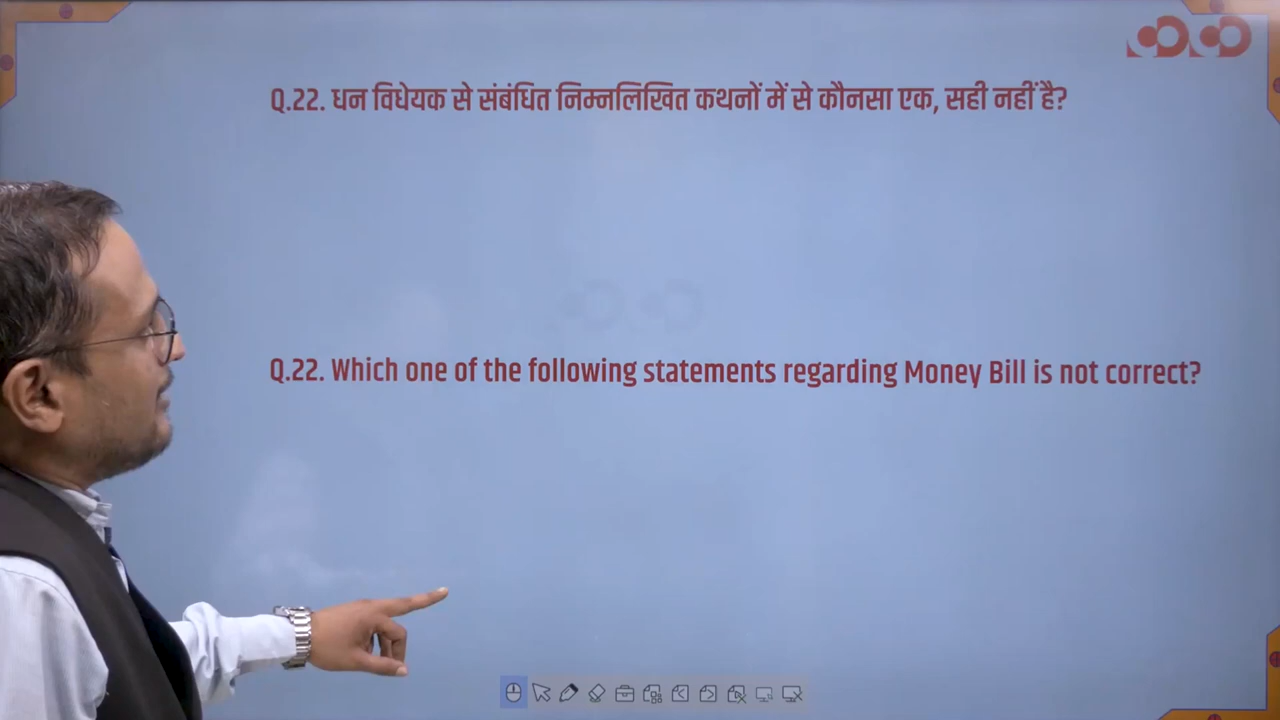 Q.22. धन विधेयक से संबंधित निम्नलिखित कथनों में से कौनसा एक, सही नहीं है?
Q.22. Which one of the following statements regarding Money Bill is not correct?